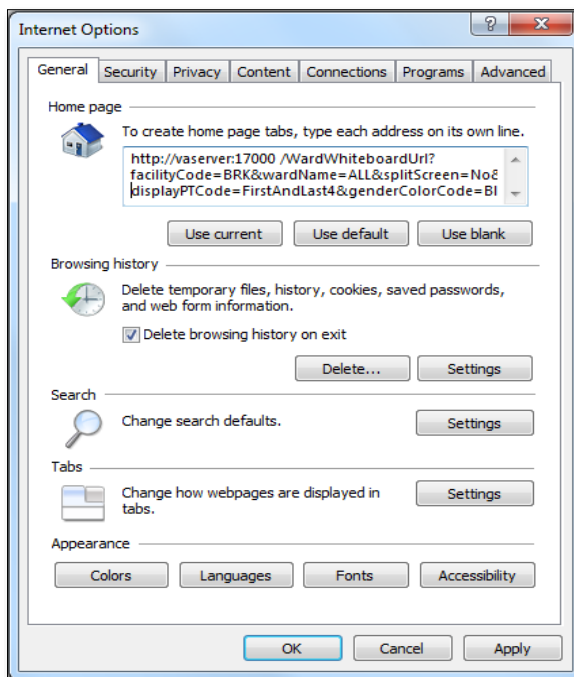 Internet Options
?
General Security Privacy Content Connections Programs Advanced
Home page
To create home page tabs, type each address on its own line.
http://vaserver:17000 /WardWhiteboardUrl?
facilityCode=BRK&wardName=ALL&splitScreen=No&
displayPTCode=FirstAndLast4&genderColorCode=Bl
Use current Use default Use blank
Browsing history
Delete temporary files, history, cookies, saved passwords,
and web form information.
Delete browsing history on exit
Delete... Settings
Search
Change search defaults. Settings
Tabs
Change how webpages are displayed in
tabs.
Settings
Appearance
Colors Languages Fonts Accessibility
OK Cancel Apply